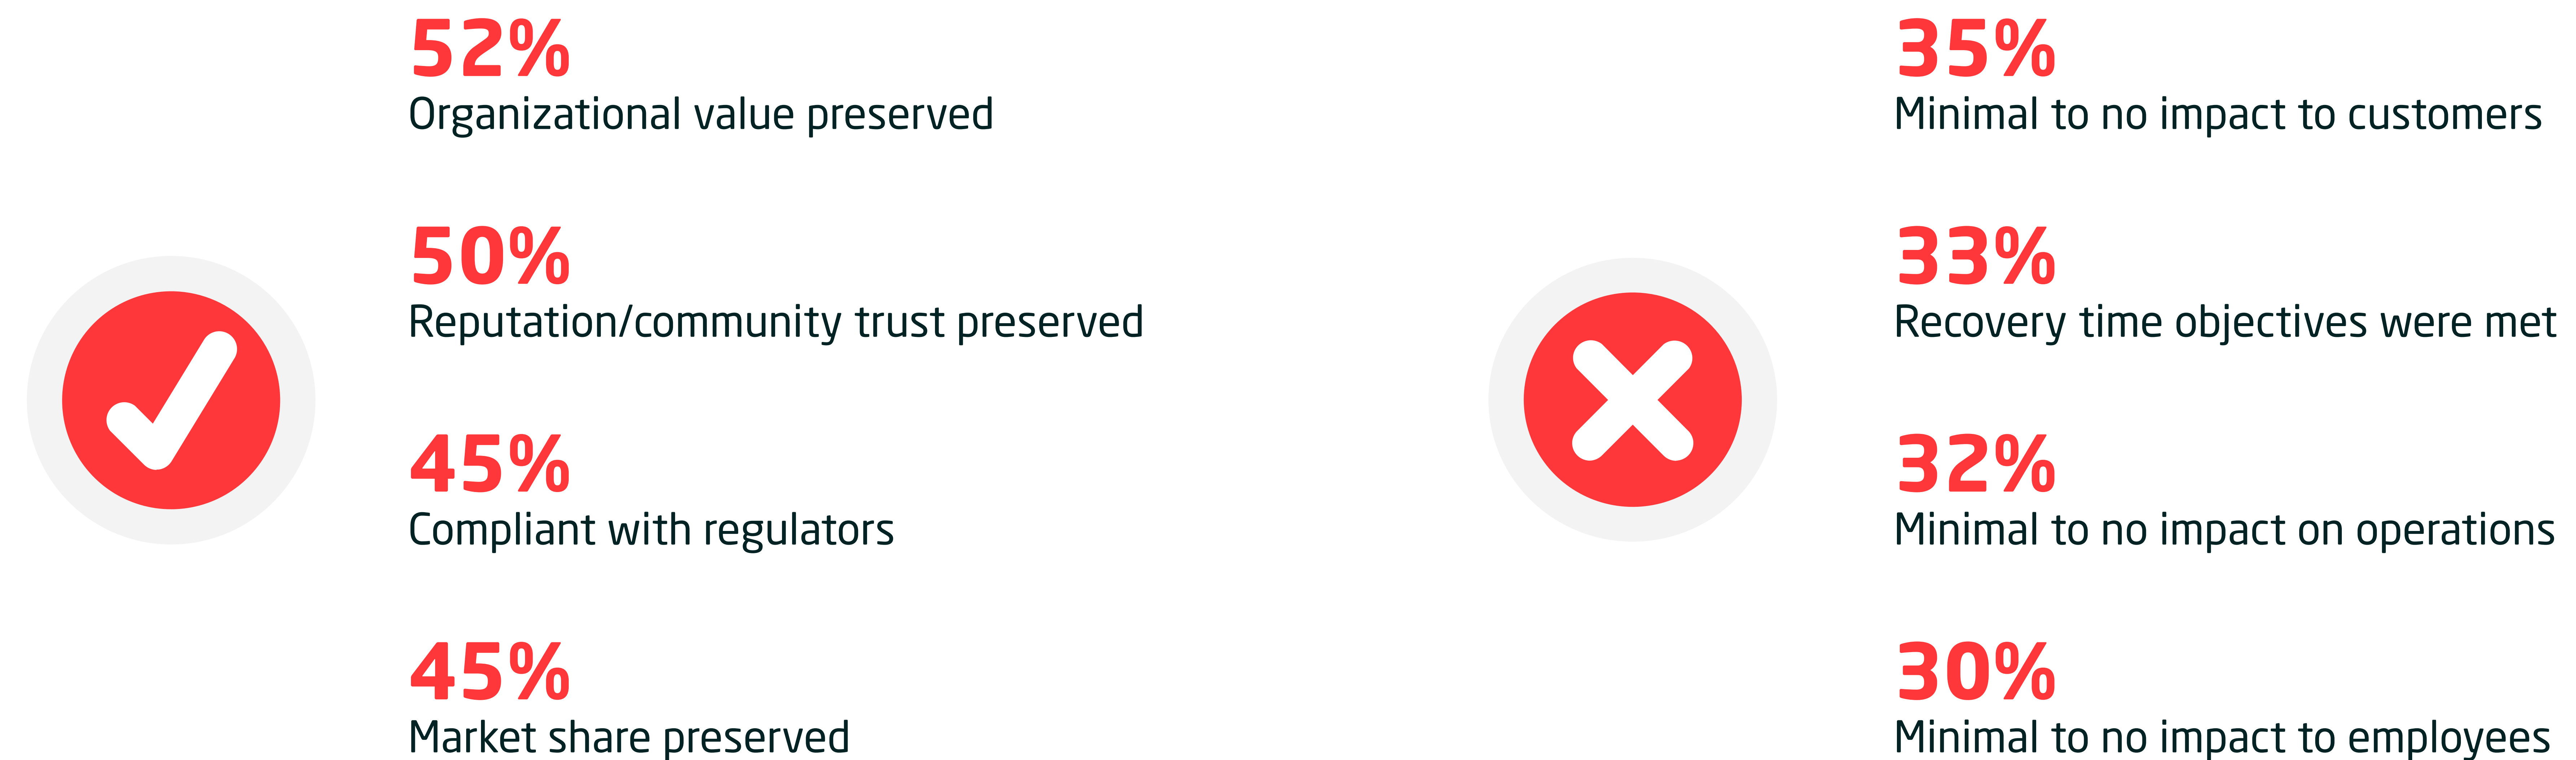 52%
Organizational value preserved
50%
Reputation/community trust preserved
45%
Compliant with regulators
45%
Market share preserved
35%
Minimal to no impact to customers
33%
Recovery time objectives were met
32%
Minimal to no impact on operations
30%
Minimal to no impact to employees